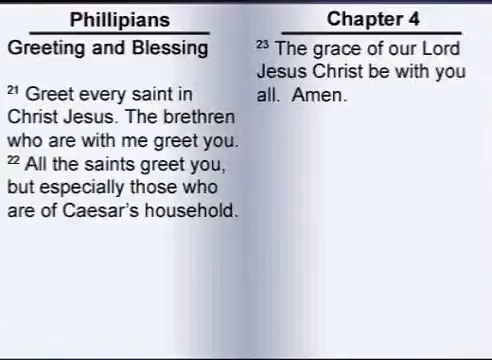 Phillipians
Greeting and Blessing
21 Greet every saint in
Christ Jesus. The brethren
who are with me greet you.
22 All the saints greet you,
but especially those who
are of Caesar's household.
Chapter 4
23 The grace of our Lord
Jesus Christ be with you
all. Amen.